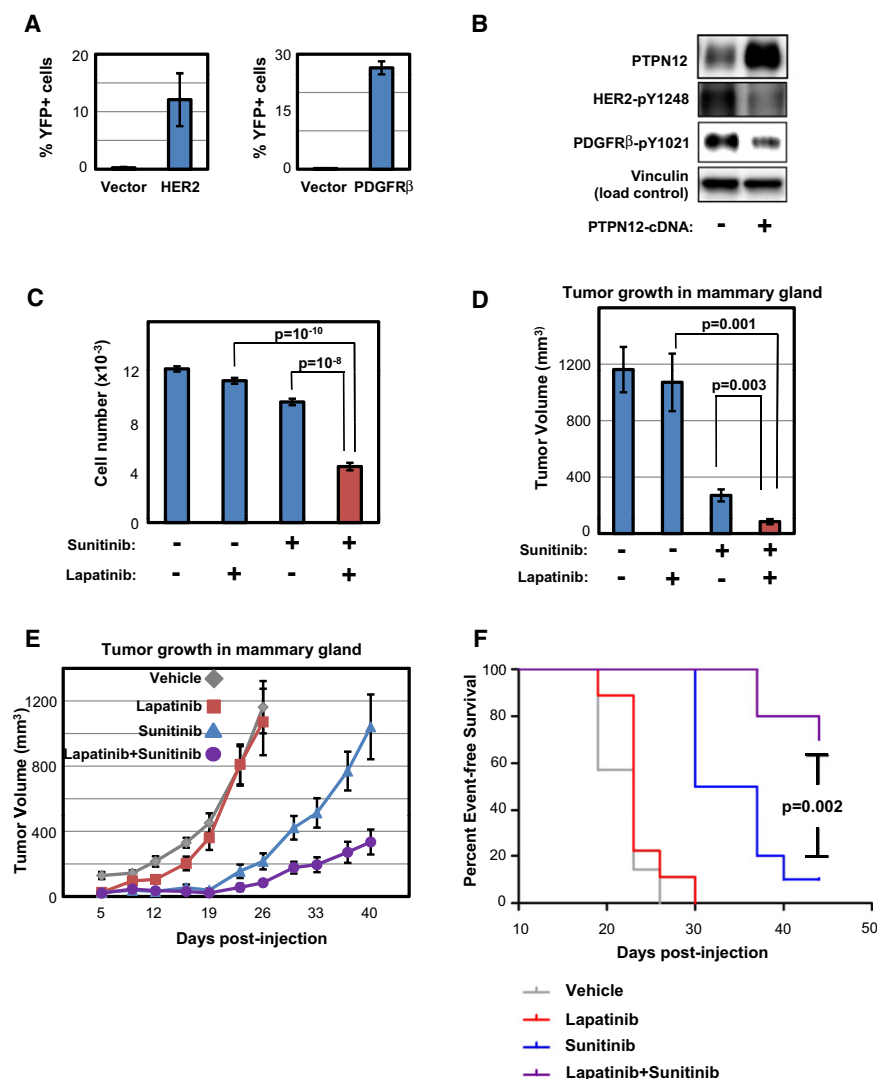 A
% YFP+ cells
20
10
0
Vector HER2
% YFP+ cells
30
15
0
Vector PDGFRβ
B
PTPN12
HER2-pY1248
PDGFRβ-pY1021
Vinculin
(load control)
PTPN12-cDNA: - +
C
Cell number (x10⁻³)
12
8
4
0
p=10⁻¹⁰
p=10⁻⁸
Sunitinib: - - + +
Lapatinib: - + - +
D
Tumor growth in mammary gland
Tumor Volume (mm³)
1200
800
400
0
p=0.001
p=0.003
Sunitinib: - - + +
Lapatinib: - + - +
E
Tumor growth in mammary gland
Tumor Volume (mm³)
1200
800
400
0
Vehicle
Lapatinib
Sunitinib
Lapatinib+Sunitinib
5 12 19 26 33 40
Days post-injection
F
Percent Event-free Survival
100
80
60
40
20
0
p=0.002
10 20 30 40 50
Days post-injection
Vehicle
Lapatinib
Sunitinib
Lapatinib+Sunitinib